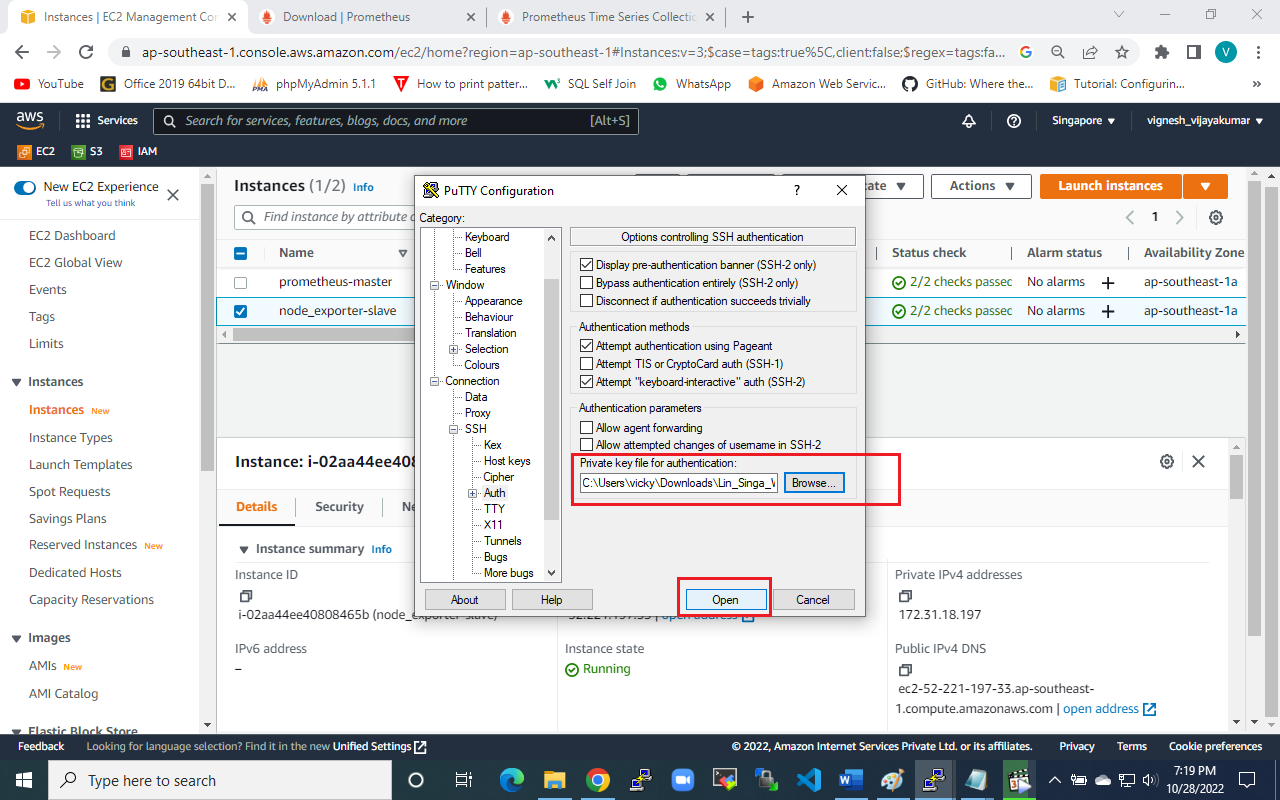 Instances | EC2 Management Con
Download | Prometheus
Prometheus Time Series Collectio
ap-southeast-1.console.aws.amazon.com/ec2/home?region=ap-southeast-1#Instances:v=3;$case=tags:true%5C,client:false;$regex=tags:fa...
V
YouTube
Office 2019 64bit D...
phpMyAdmin 5.1.1
How to print patter...
SQL Self Join
WhatsApp
Amazon Web Servic...
GitHub: Where the...
Tutorial: Configurin...
»
aws
Services
Search for services, features, blogs, docs, and more
[Alt+S]
Singapore
vignesh_vijayakumar
EC2
S3
IAM
New EC2 Experience
Tell us what you think
EC2 Dashboard
EC2 Global View
Events
Tags
Limits
Instances
Instances New
Instance Types
Launch Templates
Spot Requests
Savings Plans
Reserved Instances New
Dedicated Hosts
Capacity Reservations
Images
AMIs New
AMI Catalog
Elastic Block Store
Instances (1/2) Info
Actions
Launch instances
Find instance by attribute o
1
Name
Status check
Alarm status
Availability Zone
prometheus-master
2/2 checks passed
No alarms
ap-southeast-1a
node_exporter-slave
2/2 checks passed
No alarms
ap-southeast-1a
PuTTY Configuration
?
Category:
Keyboard
Bell
Features
Window
Appearance
Behaviour
Translation
Selection
Colours
Connection
Data
Proxy
SSH
Kex
Host keys
Cipher
Auth
TTY
X11
Tunnels
Bugs
More bugs
Options controlling SSH authentication
Display pre-authentication banner (SSH-2 only)
Bypass authentication entirely (SSH-2 only)
Disconnect if authentication succeeds trivially
Authentication methods
Attempt authentication using Pageant
Attempt TIS or CryptoCard auth (SSH-1)
Attempt "keyboard-interactive" auth (SSH-2)
Authentication parameters
Allow agent forwarding
Allow attempted changes of username in SSH-2
Private key file for authentication:
C:\Users\vicky\Downloads\Lin_Singa_V
Browse...
About
Help
Open
Cancel
Instance: i-02aa44ee408
Details
Security
Ne
Instance summary Info
Instance ID
i-02aa44ee40808465b (node_exporter-slave)
52.221.197.33 | open address
Private IPv4 addresses
172.31.18.197
IPv6 address
–
Instance state
Running
Public IPv4 DNS
ec2-52-221-197-33.ap-southeast-
1.compute.amazonaws.com | open address
Feedback
Looking for language selection? Find it in the new Unified Settings
© 2022, Amazon Internet Services Private Ltd. or its affiliates.
Privacy
Terms
Cookie preferences
Type here to search
7:19 PM
10/28/2022